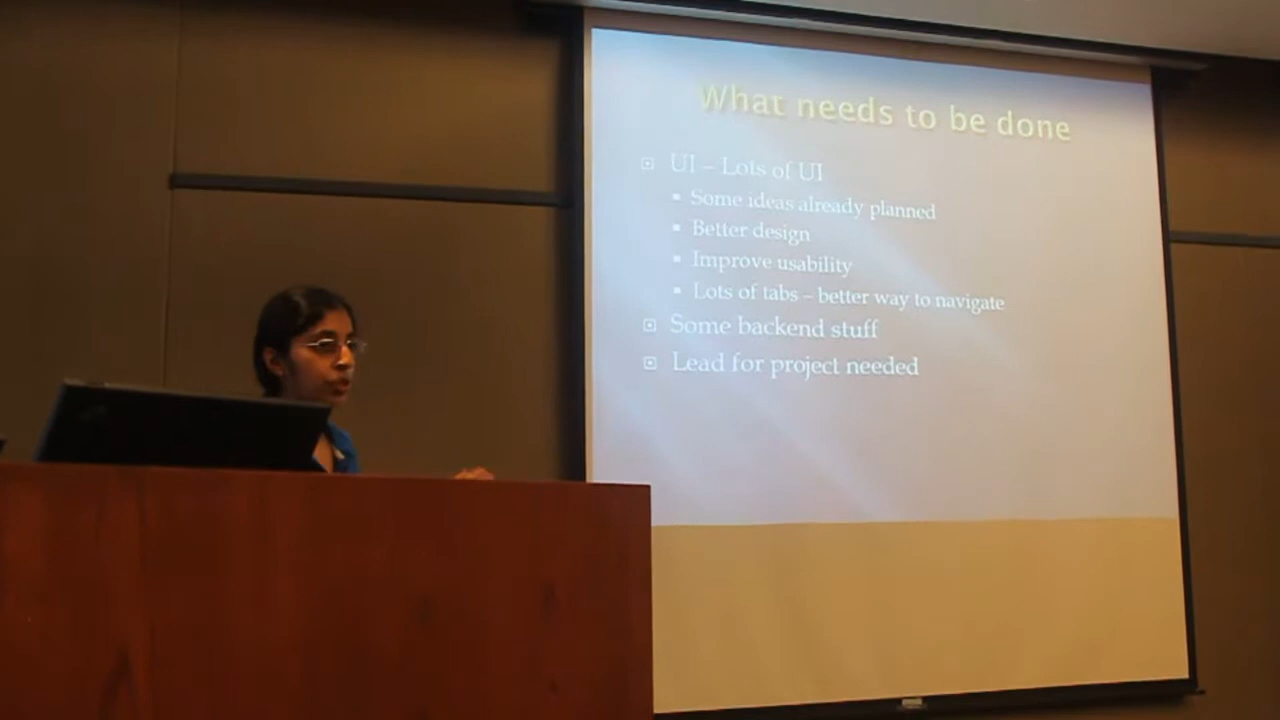 What needs to be done
UI – Lots of UI
Some ideas already planned
Better design
Improve usability
Lots of tabs – better way to navigate
Some backend stuff
Lead for project needed